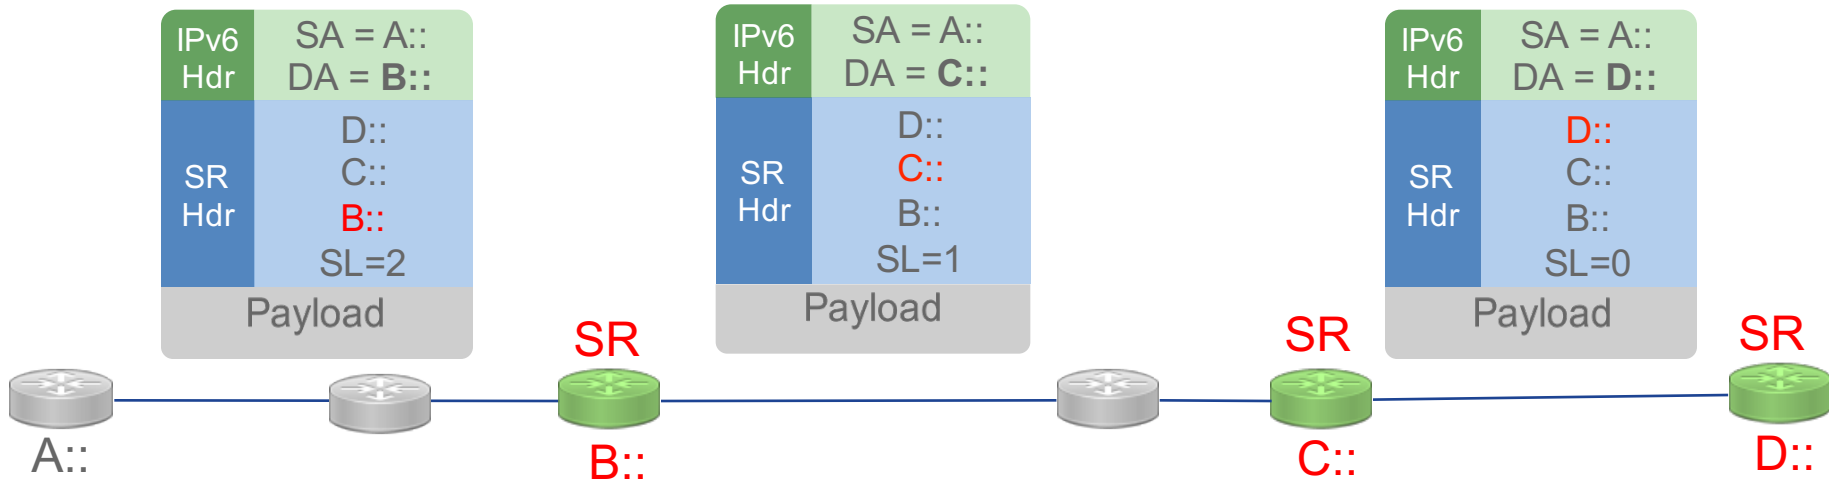 IPv6
Hdr
SA = A::
DA = B::
SR
Hdr
D::
C::
B::
SL=2
Payload
IPv6
Hdr
SA = A::
DA = C::
SR
Hdr
D::
C::
B::
SL=1
Payload
IPv6
Hdr
SA = A::
DA = D::
SR
Hdr
D::
C::
B::
SL=0
Payload
SR
SR
SR
A::
B::
C::
D::